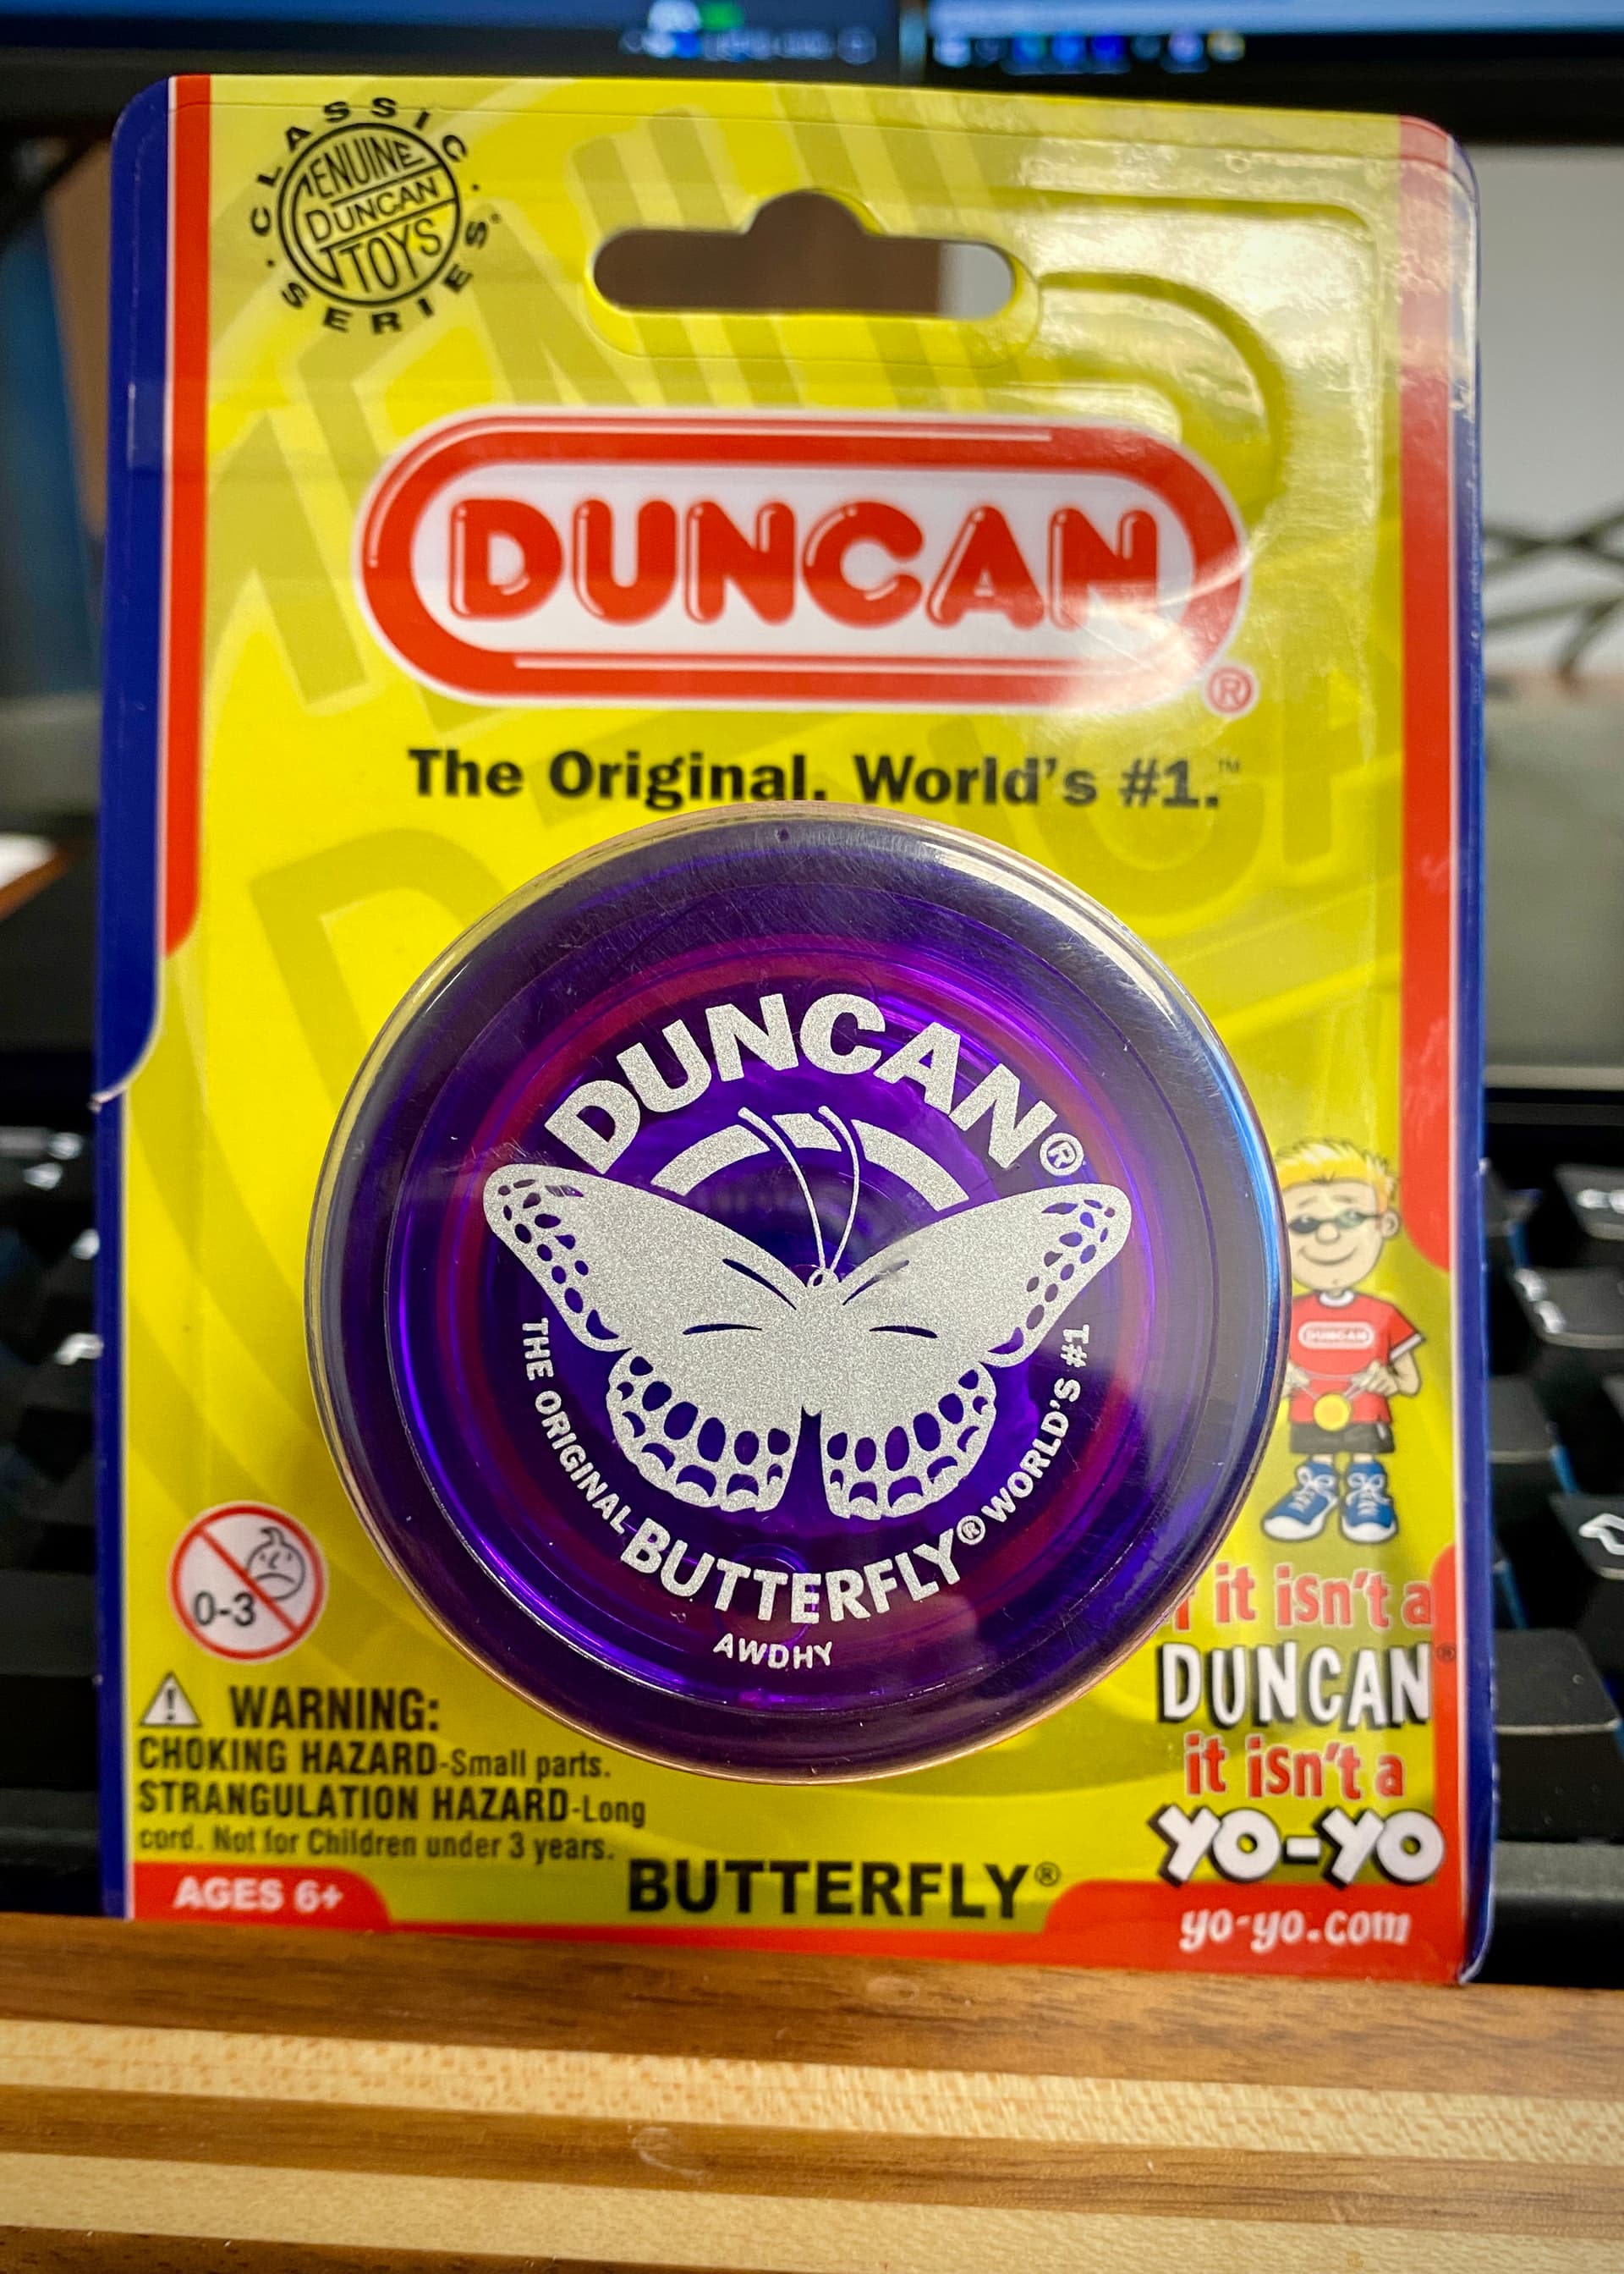 CLASSIC
GENUINE
DUNCAN
TOYS
SERIES®
DUNCAN®
The Original. World's #1.™
DUNCAN®
THE ORIGINAL
BUTTERFLY®
WORLD'S #1
AWDHY
DUNCAN
it isn't a
DUNCAN®
it isn't a
YO-YO
yo-yo.com
0-3
WARNING:
CHOKING HAZARD-Small parts.
STRANGULATION HAZARD-Long
cord. Not for Children under 3 years.
AGES 6+
BUTTERFLY®